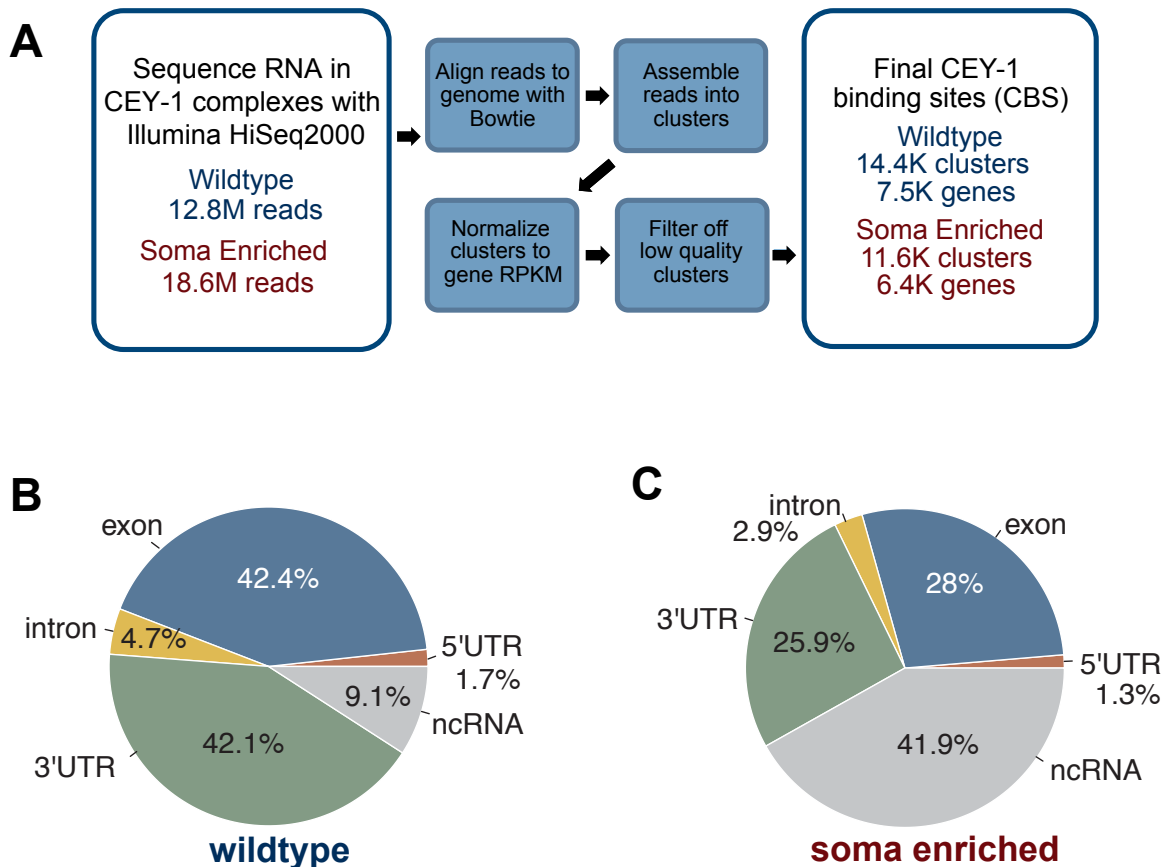 A
Sequence RNA in
CEY-1 complexes with
Illumina HiSeq2000
Wildtype
12.8M reads
Soma Enriched
18.6M reads
Align reads to
genome with
Bowtie
Assemble
reads into
clusters
Normalize
clusters to
gene RPKM
Filter off
low quality
clusters
Final CEY-1
binding sites (CBS)
Wildtype
14.4K clusters
7.5K genes
Soma Enriched
11.6K clusters
6.4K genes
B
exon
42.4%
intron
4.7%
5'UTR
1.7%
9.1%
ncRNA
42.1%
3'UTR
wildtype
C
intron
2.9%
exon
28%
3'UTR
25.9%
5'UTR
1.3%
41.9%
ncRNA
soma enriched